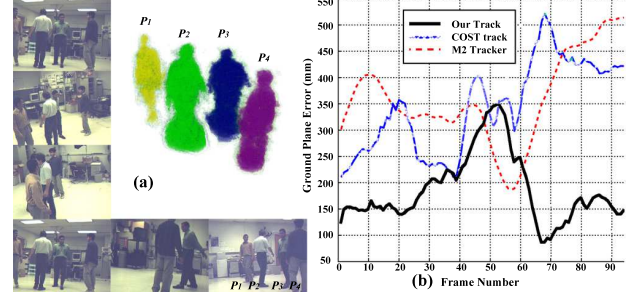 P1
P2
P3
P4
(a)
P1 P2 P3 P4
Our Track
COST track
M2 Tracker
Ground Plane Error (mm)
550
500
450
400
350
300
250
200
150
100
50
0 10 20 30 40 50 60 70 80 90
(b) Frame Number